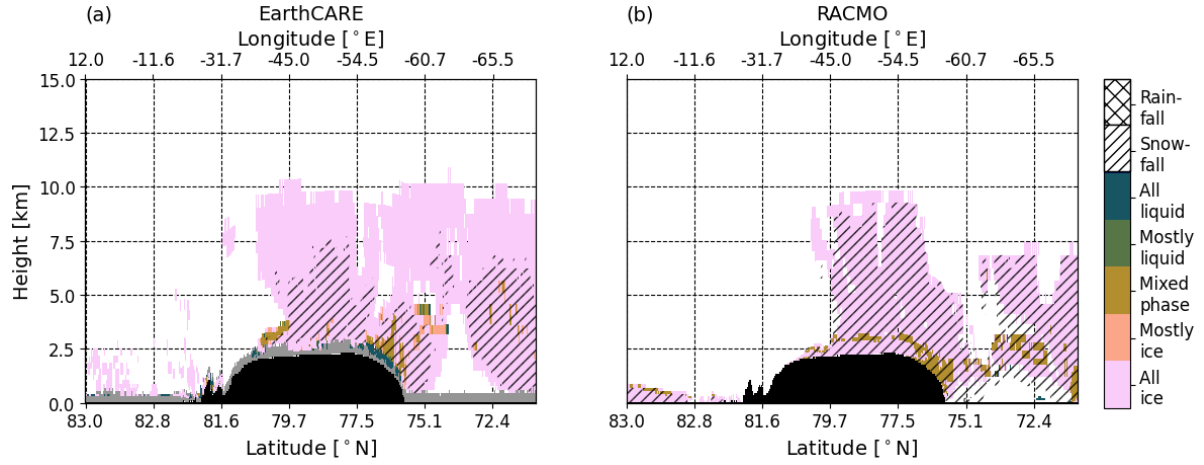 (a) EarthCARE
Longitude [°E]
12.0 -11.6 -31.7 -45.0 -54.5 -60.7 -65.5
15.0
12.5
10.0
7.5
5.0
2.5
0.0
Height [km]
83.0 82.8 81.6 79.7 77.5 75.1 72.4
Latitude [°N]
(b) RACMO
Longitude [°E]
12.0 -11.6 -31.7 -45.0 -54.5 -60.7 -65.5
83.0 82.8 81.6 79.7 77.5 75.1 72.4
Latitude [°N]
Rain-
fall
Snow-
fall
All
liquid
Mostly
liquid
Mixed
phase
Mostly
ice
All
ice